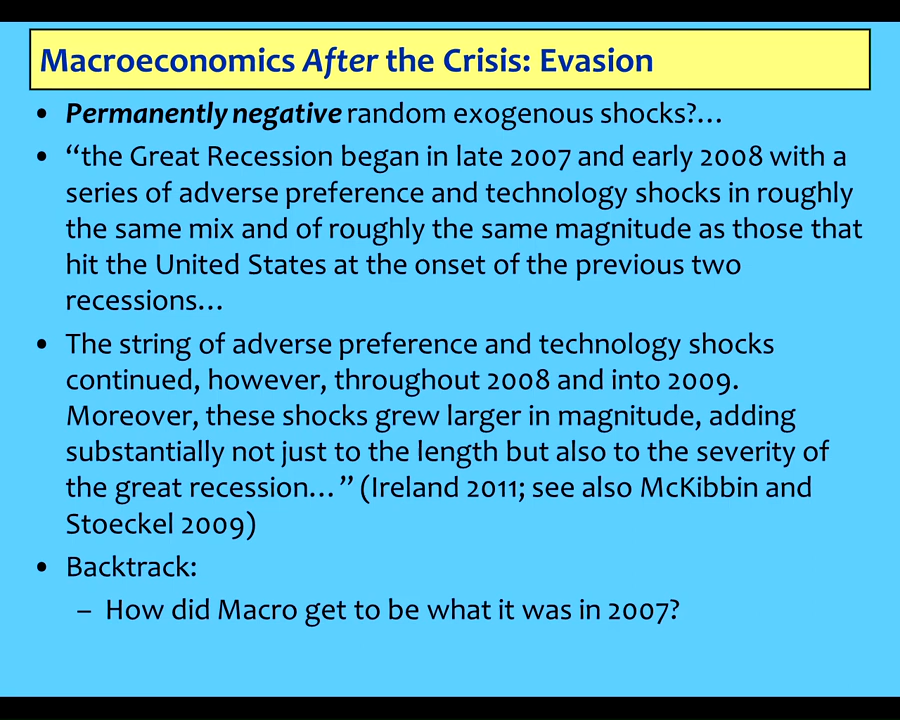 Macroeconomics After the Crisis: Evasion
• Permanently negative random exogenous shocks?…
• “the Great Recession began in late 2007 and early 2008 with a
series of adverse preference and technology shocks in roughly
the same mix and of roughly the same magnitude as those that
hit the United States at the onset of the previous two
recessions…
• The string of adverse preference and technology shocks
continued, however, throughout 2008 and into 2009.
Moreover, these shocks grew larger in magnitude, adding
substantially not just to the length but also to the severity of
the great recession…” (Ireland 2011; see also McKibbin and
Stoeckel 2009)
• Backtrack:
– How did Macro get to be what it was in 2007?